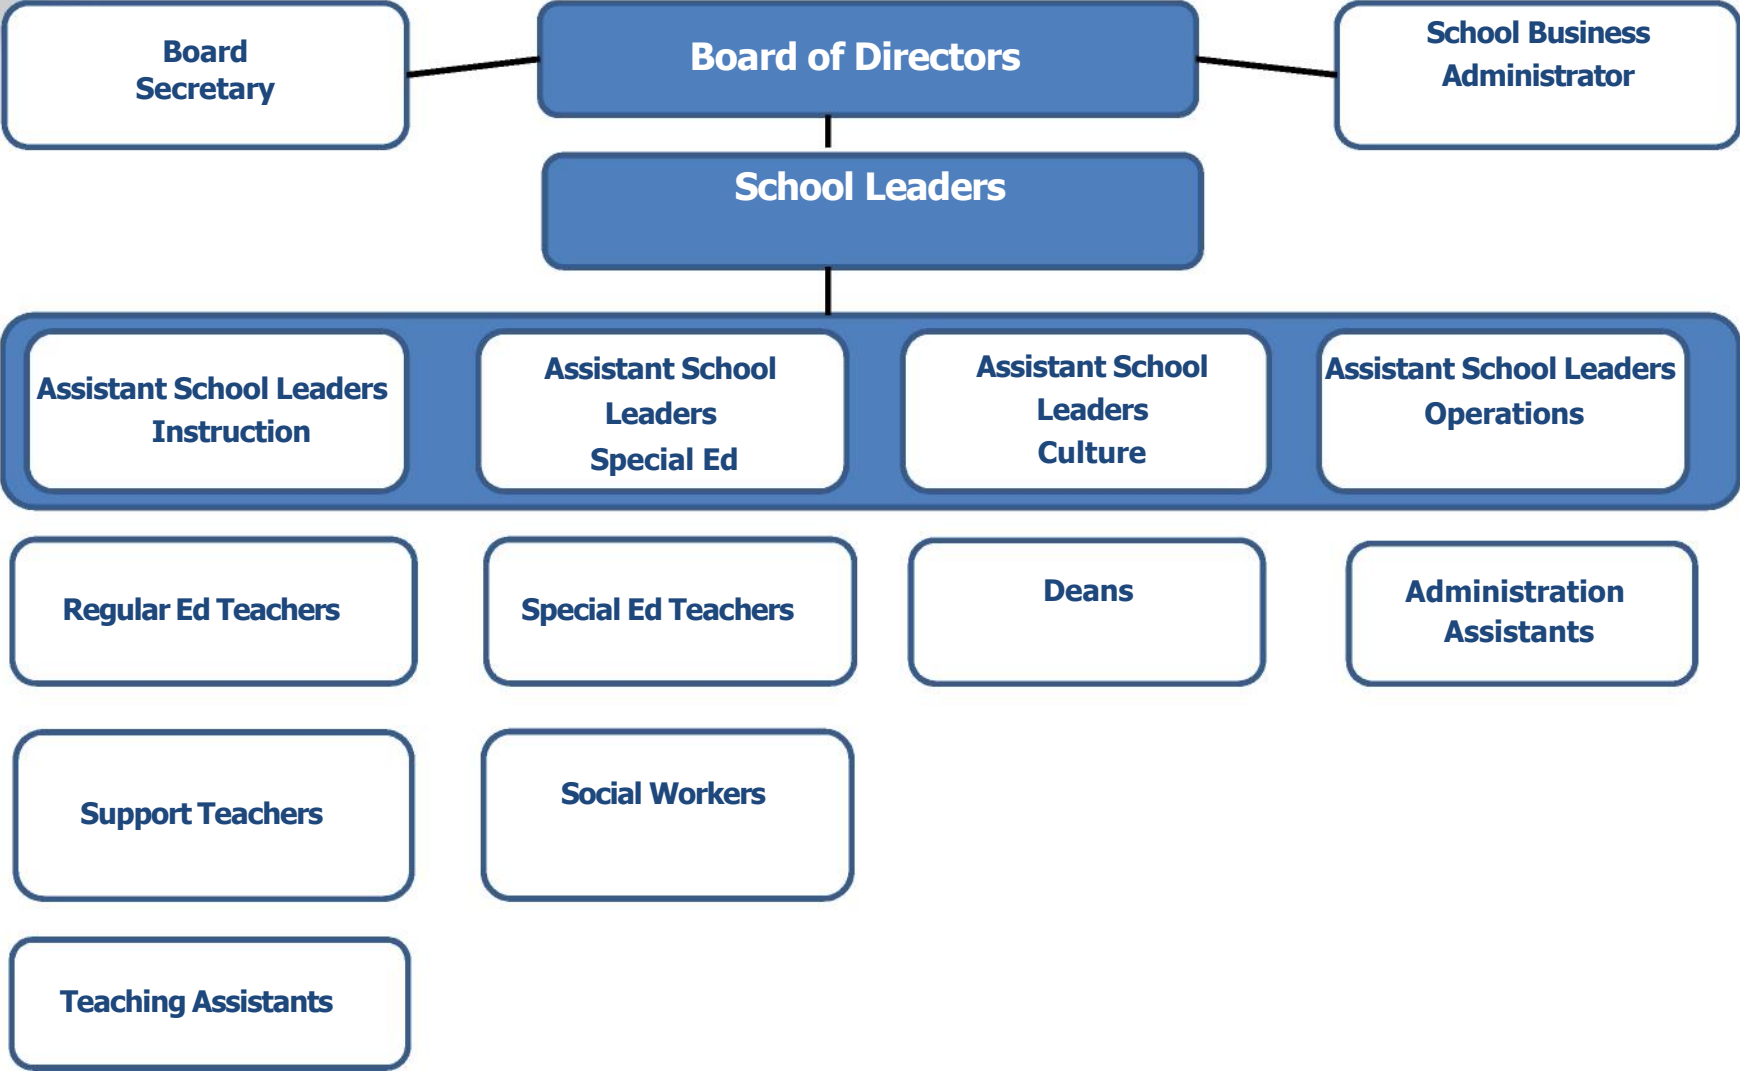 Board
Secretary
Board of Directors
School Business
Administrator
School Leaders
Assistant School Leaders
Instruction
Assistant School
Leaders
Special Ed
Assistant School
Leaders
Culture
Assistant School Leaders
Operations
Regular Ed Teachers
Special Ed Teachers
Deans
Administration
Assistants
Support Teachers
Social Workers
Teaching Assistants